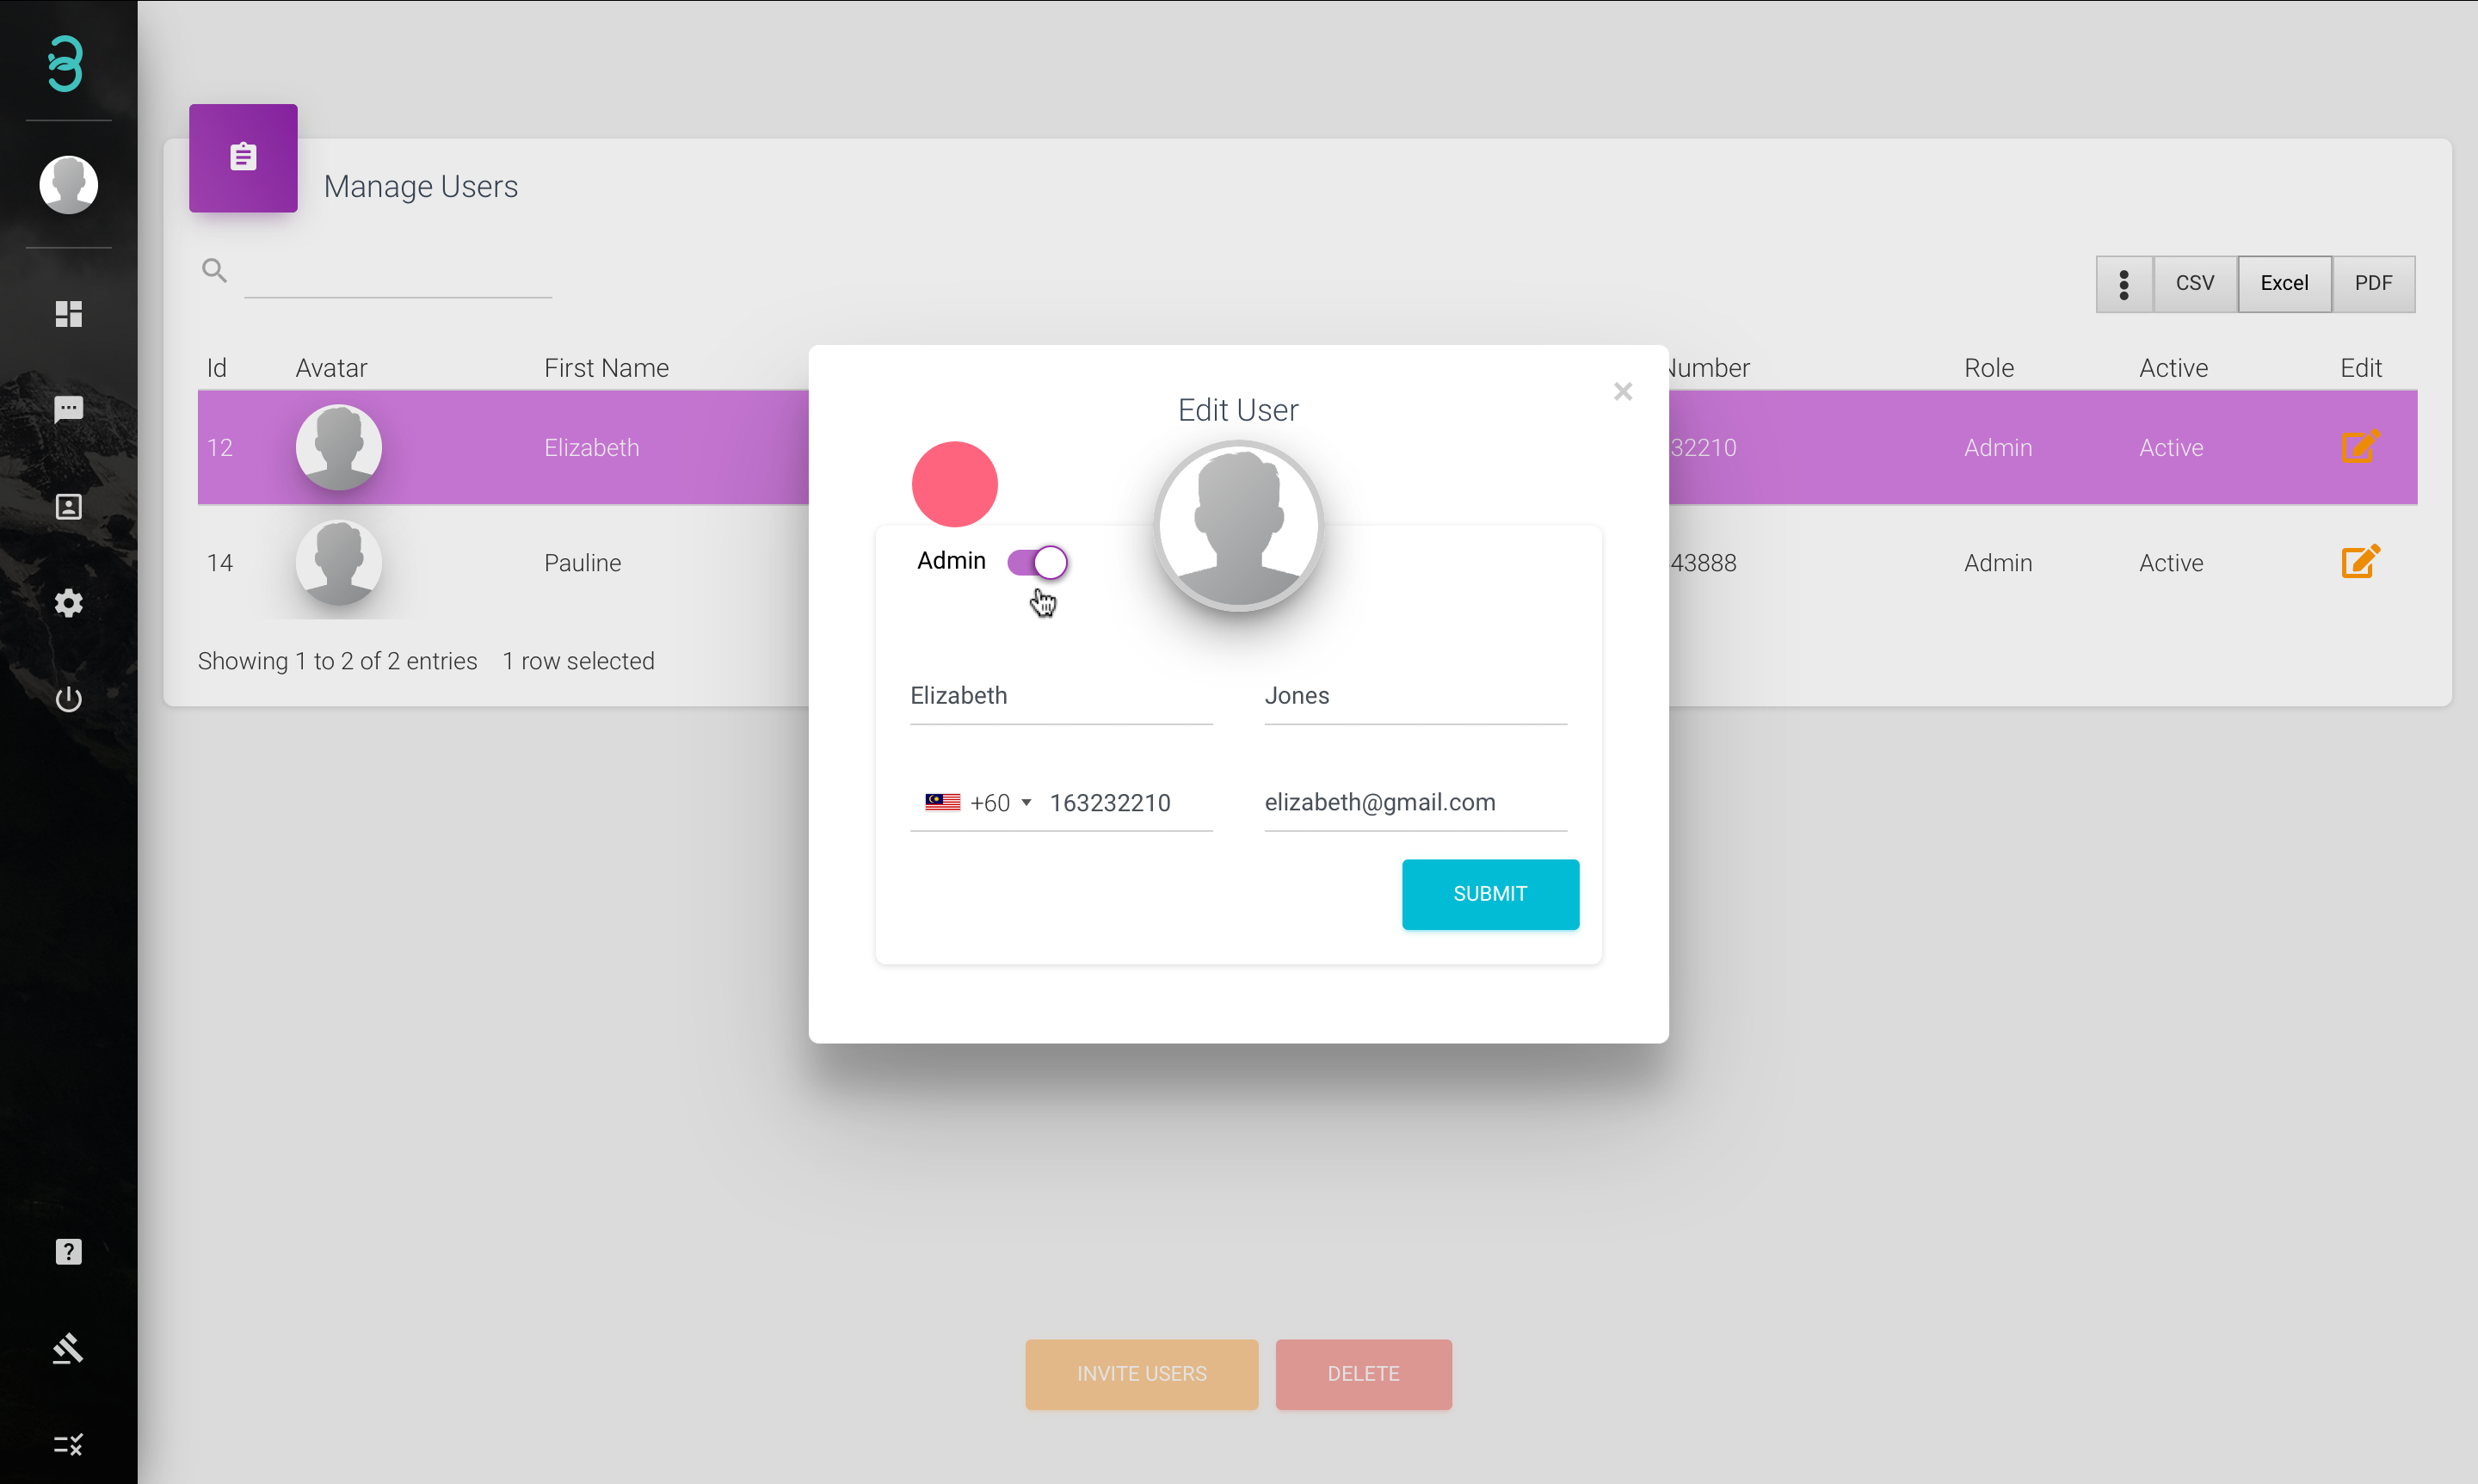 Manage Users
CSV Excel PDF
Id Avatar First Name Number Role Active Edit
12 Elizabeth 32210 Admin Active
14 Pauline 43888 Admin Active
Showing 1 to 2 of 2 entries 1 row selected
×
Edit User
Admin
Elizabeth Jones
+60 163232210 elizabeth@gmail.com
SUBMIT
INVITE USERS DELETE